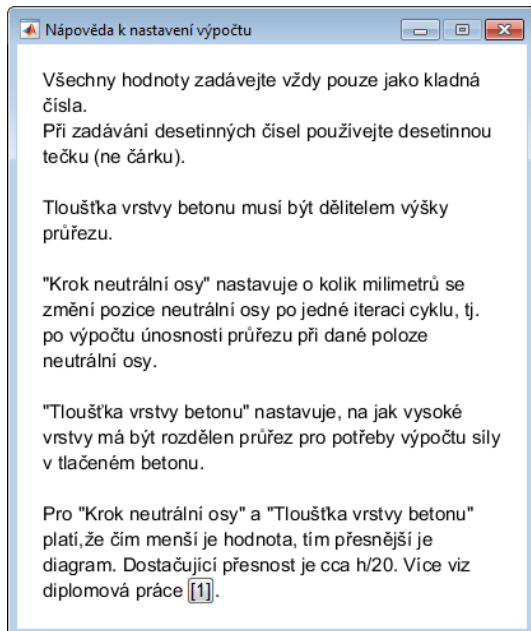 Nápověda k nastavení výpočtu
Všechny hodnoty zadávejte vždy pouze jako kladná
čísla.
Při zadávání desetinných čísel používejte desetinnou
tečku (ne čárku).
Tloušťka vrstvy betonu musí být dělitelem výšky
průřezu.
"Krok neutrální osy" nastavuje o kolik milimetrů se
změní pozice neutrální osy po jedné iteraci cyklu, tj.
po výpočtu únosnosti průřezu při dané poloze
neutrální osy.
"Tloušťka vrstvy betonu" nastavuje, na jak vysoké
vrstvy má být rozdělen průřez pro potřeby výpočtu síly
v tlačeném betonu.
Pro "Krok neutrální osy" a "Tloušťka vrstvy betonu"
platí,že čím menší je hodnota, tím přesnější je
diagram. Dostačující přesnost je cca h/20. Více viz
diplomová práce [1].